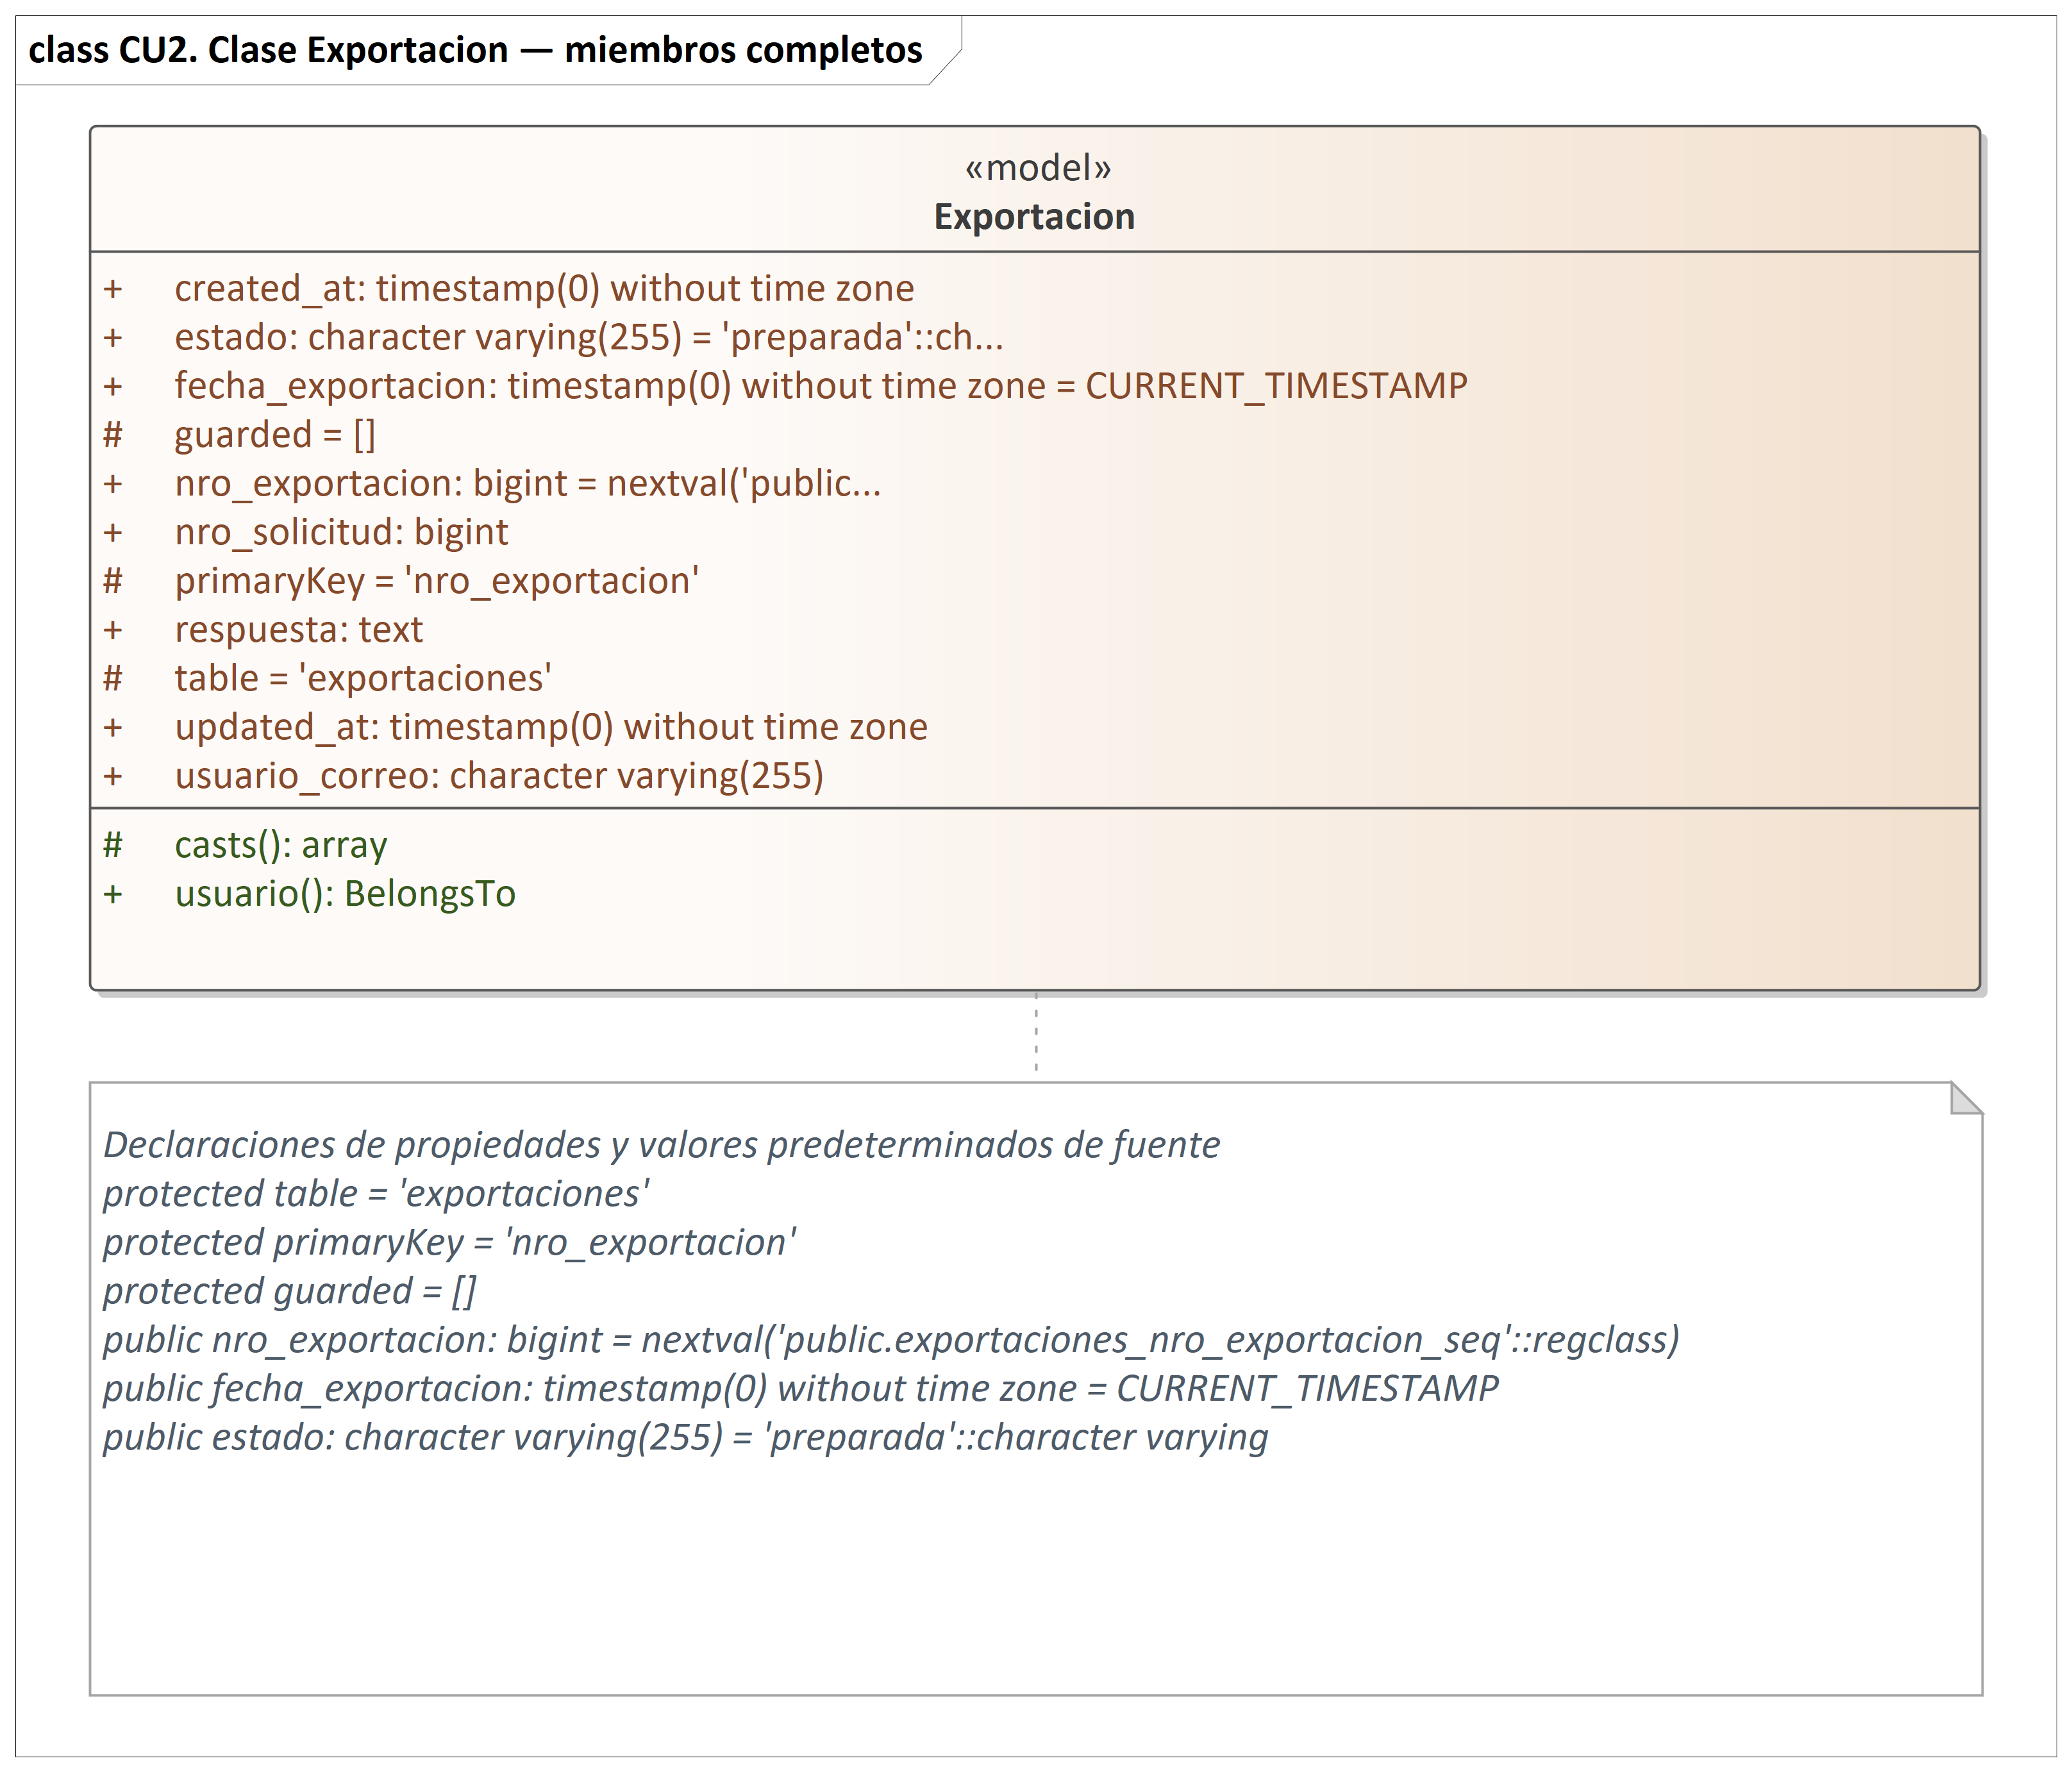 class CU2. Clase Exportacion — miembros completos
«model»
Exportacion
+ created_at: timestamp(0) without time zone
+ estado: character varying(255) = 'preparada'::ch...
+ fecha_exportacion: timestamp(0) without time zone = CURRENT_TIMESTAMP
# guarded = []
+ nro_exportacion: bigint = nextval('public...
+ nro_solicitud: bigint
# primaryKey = 'nro_exportacion'
+ respuesta: text
# table = 'exportaciones'
+ updated_at: timestamp(0) without time zone
+ usuario_correo: character varying(255)
# casts(): array
+ usuario(): BelongsTo
Declaraciones de propiedades y valores predeterminados de fuente
protected table = 'exportaciones'
protected primaryKey = 'nro_exportacion'
protected guarded = []
public nro_exportacion: bigint = nextval('public.exportaciones_nro_exportacion_seq'::regclass)
public fecha_exportacion: timestamp(0) without time zone = CURRENT_TIMESTAMP
public estado: character varying(255) = 'preparada'::character varying